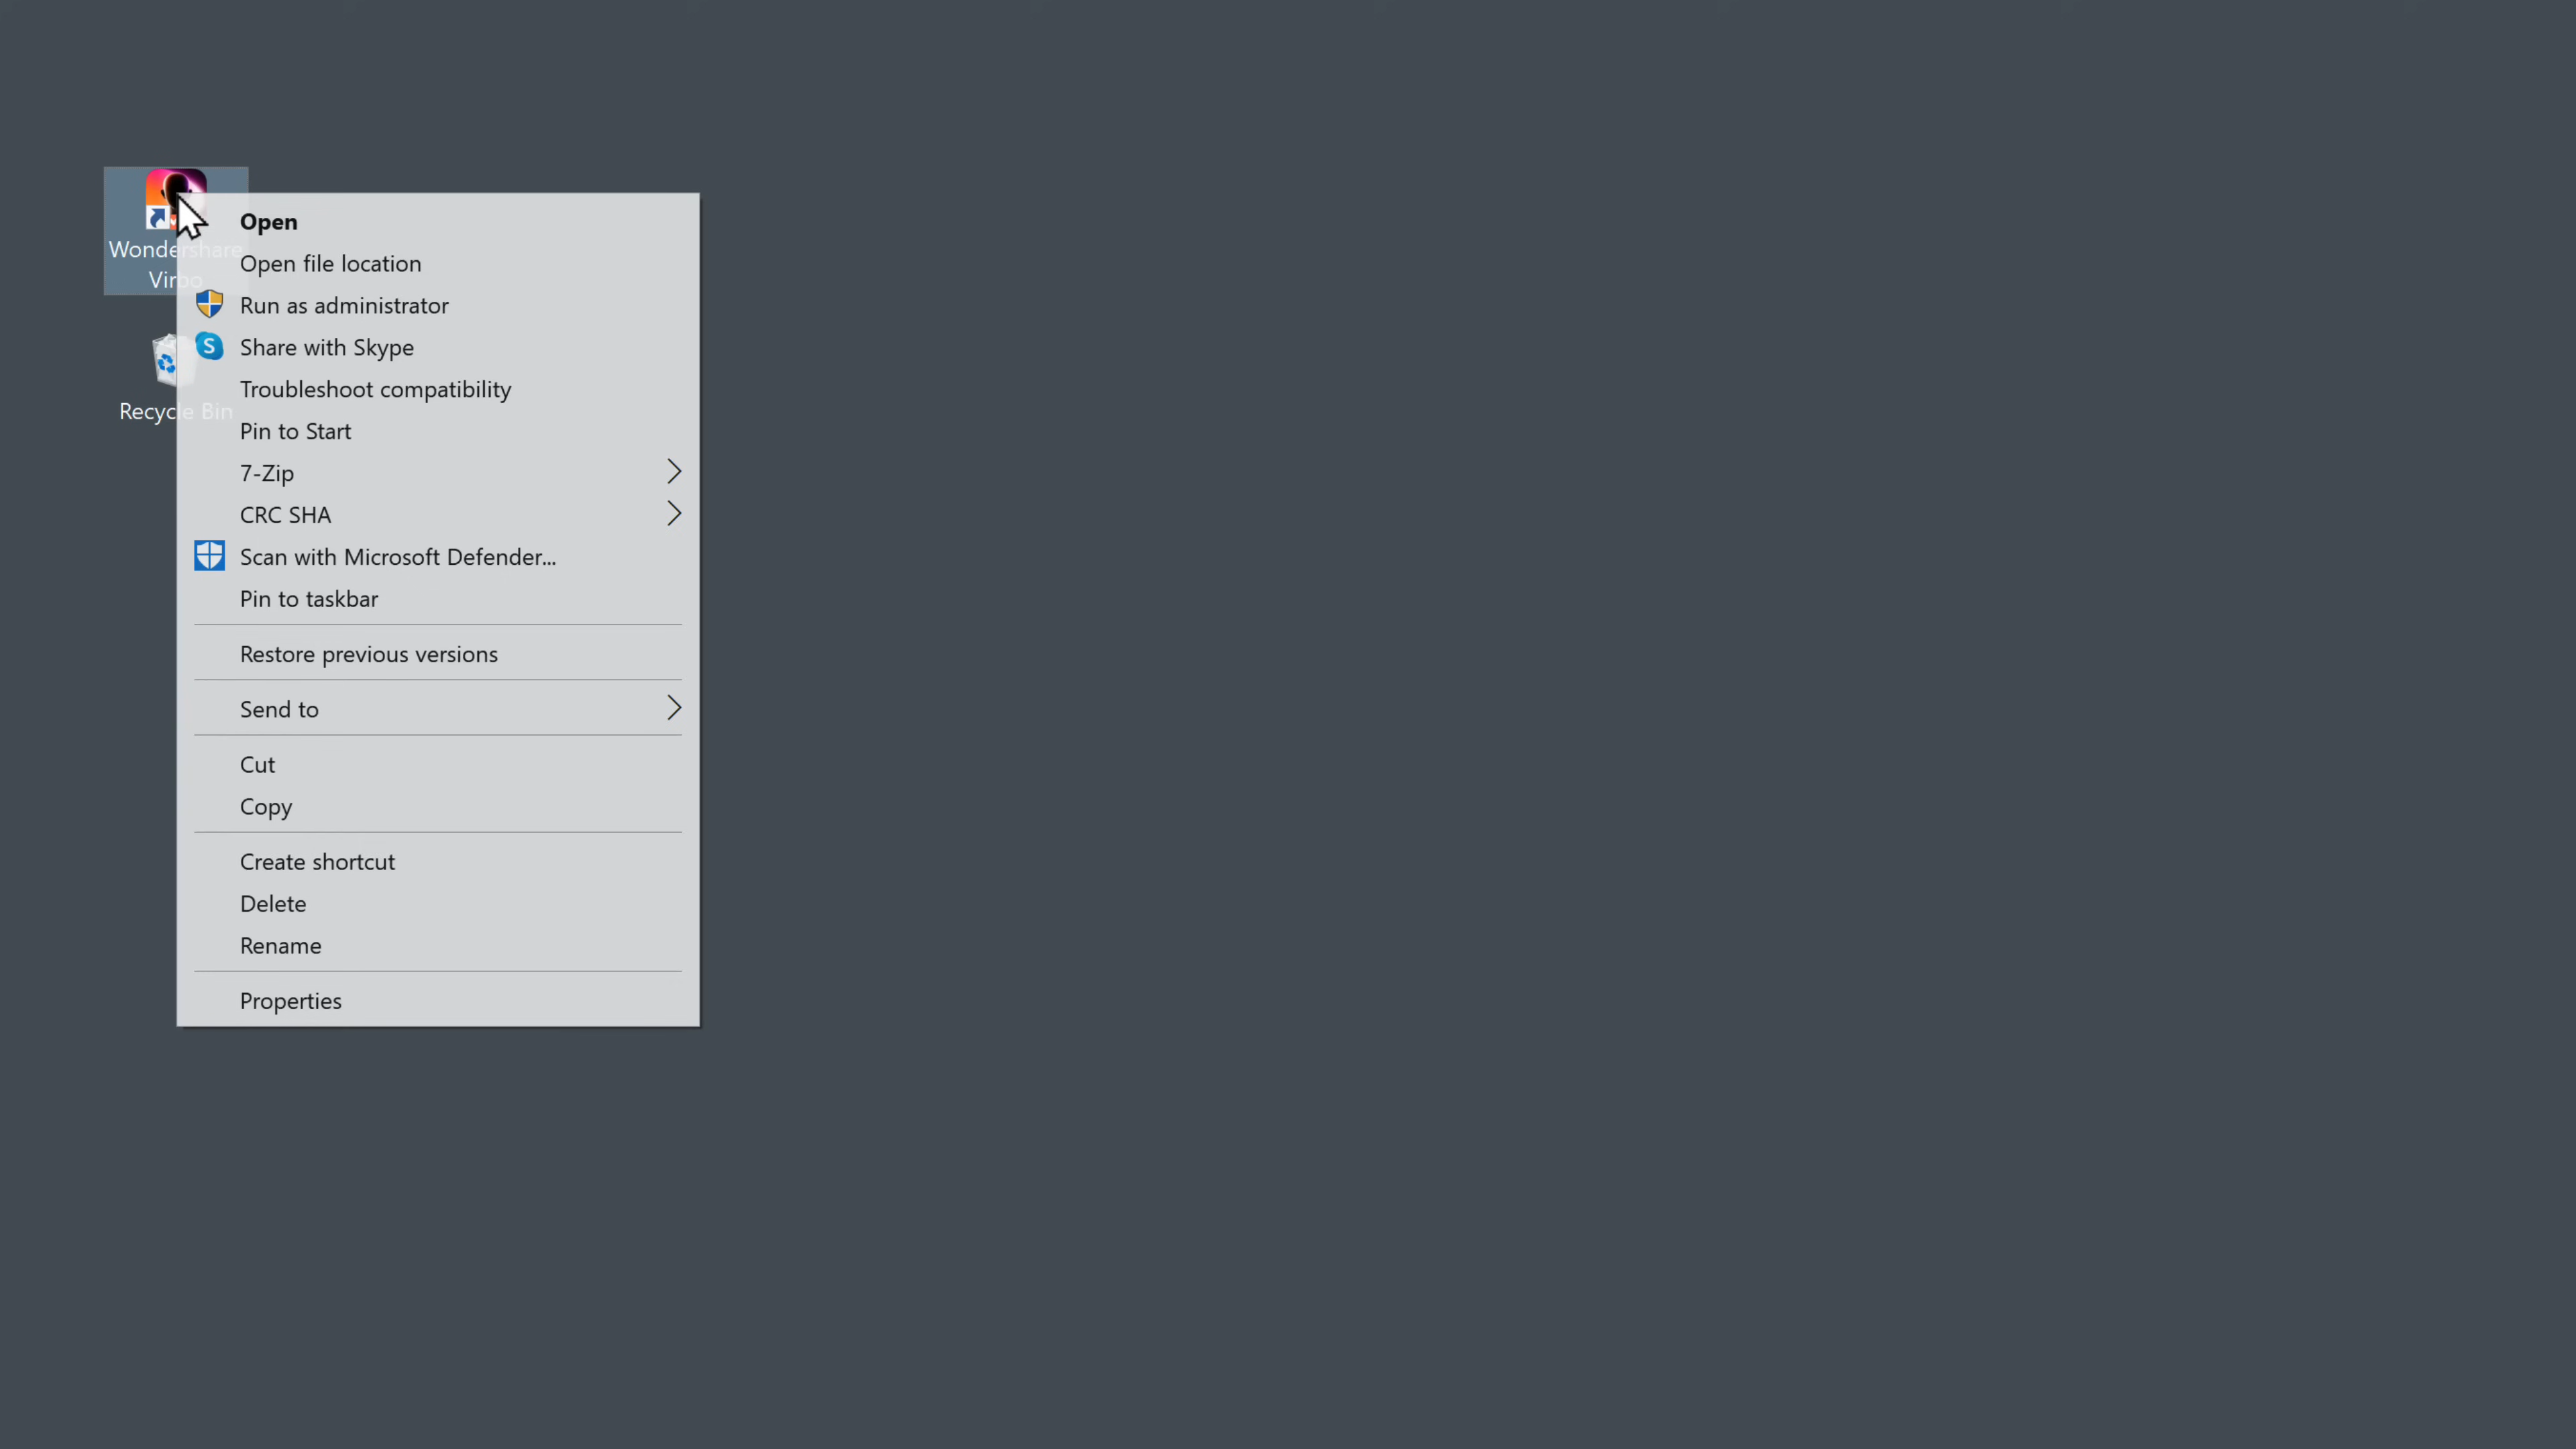 Wondershare
Virbo
Recycle Bin
Open
Open file location
Run as administrator
S
Share with Skype
Troubleshoot compatibility
Pin to Start
7-Zip
CRC SHA
Scan with Microsoft Defender...
Pin to taskbar
Restore previous versions
Send to
Cut
Copy
Create shortcut
Delete
Rename
Properties